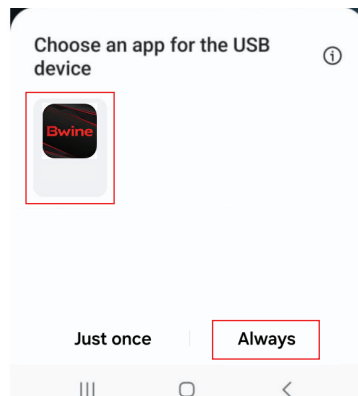 Choose an app for the USB
device
Bwine
Just once
Always